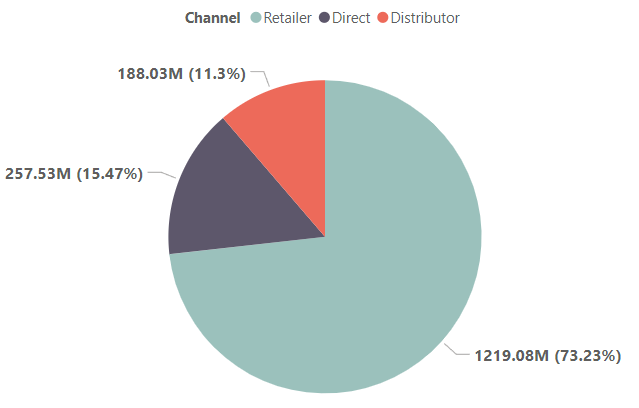 Channel Retailer Direct Distributor
188.03M (11.3%)
257.53M (15.47%)
1219.08M (73.23%)